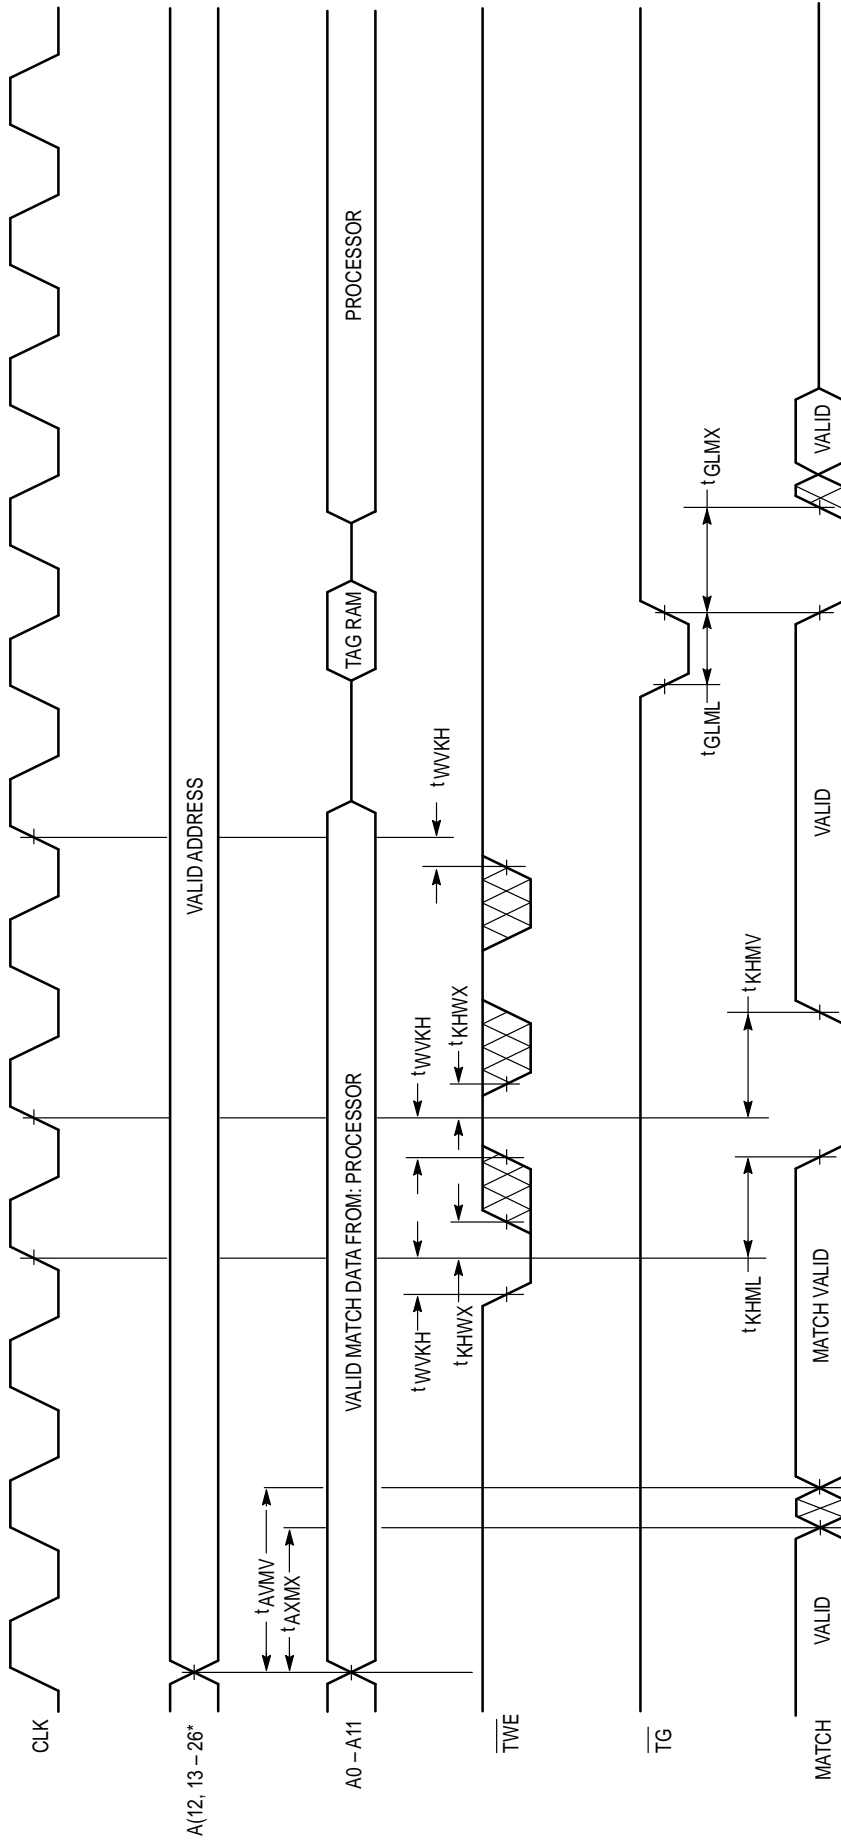 CLK
A(12, 13 – 26*
VALID ADDRESS
tAVMV
tAXMX
A0 – A11
VALID MATCH DATA FROM: PROCESSOR
TAG RAM
PROCESSOR
tWVKH
tWVKH
tWVKH
tKHWX
tKHWX
TWE
TG
tGLML
tGLMX
tKHML
tKHMV
MATCH
VALID
MATCH VALID
VALID
VALID